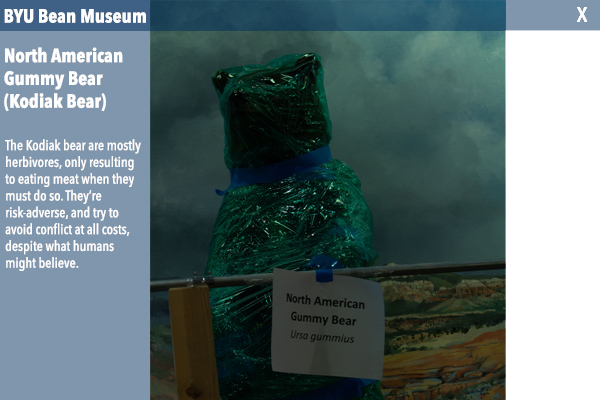 BYU Bean Museum
X
North American
Gummy Bear
(Kodiak Bear)
The Kodiak bear are mostly
herbivores, only resulting
to eating meat when they
must do so. They're
risk-adverse, and try to
avoid conflict at all costs,
despite what humans
might believe.
North American
Gummy Bear
Ursa gummius